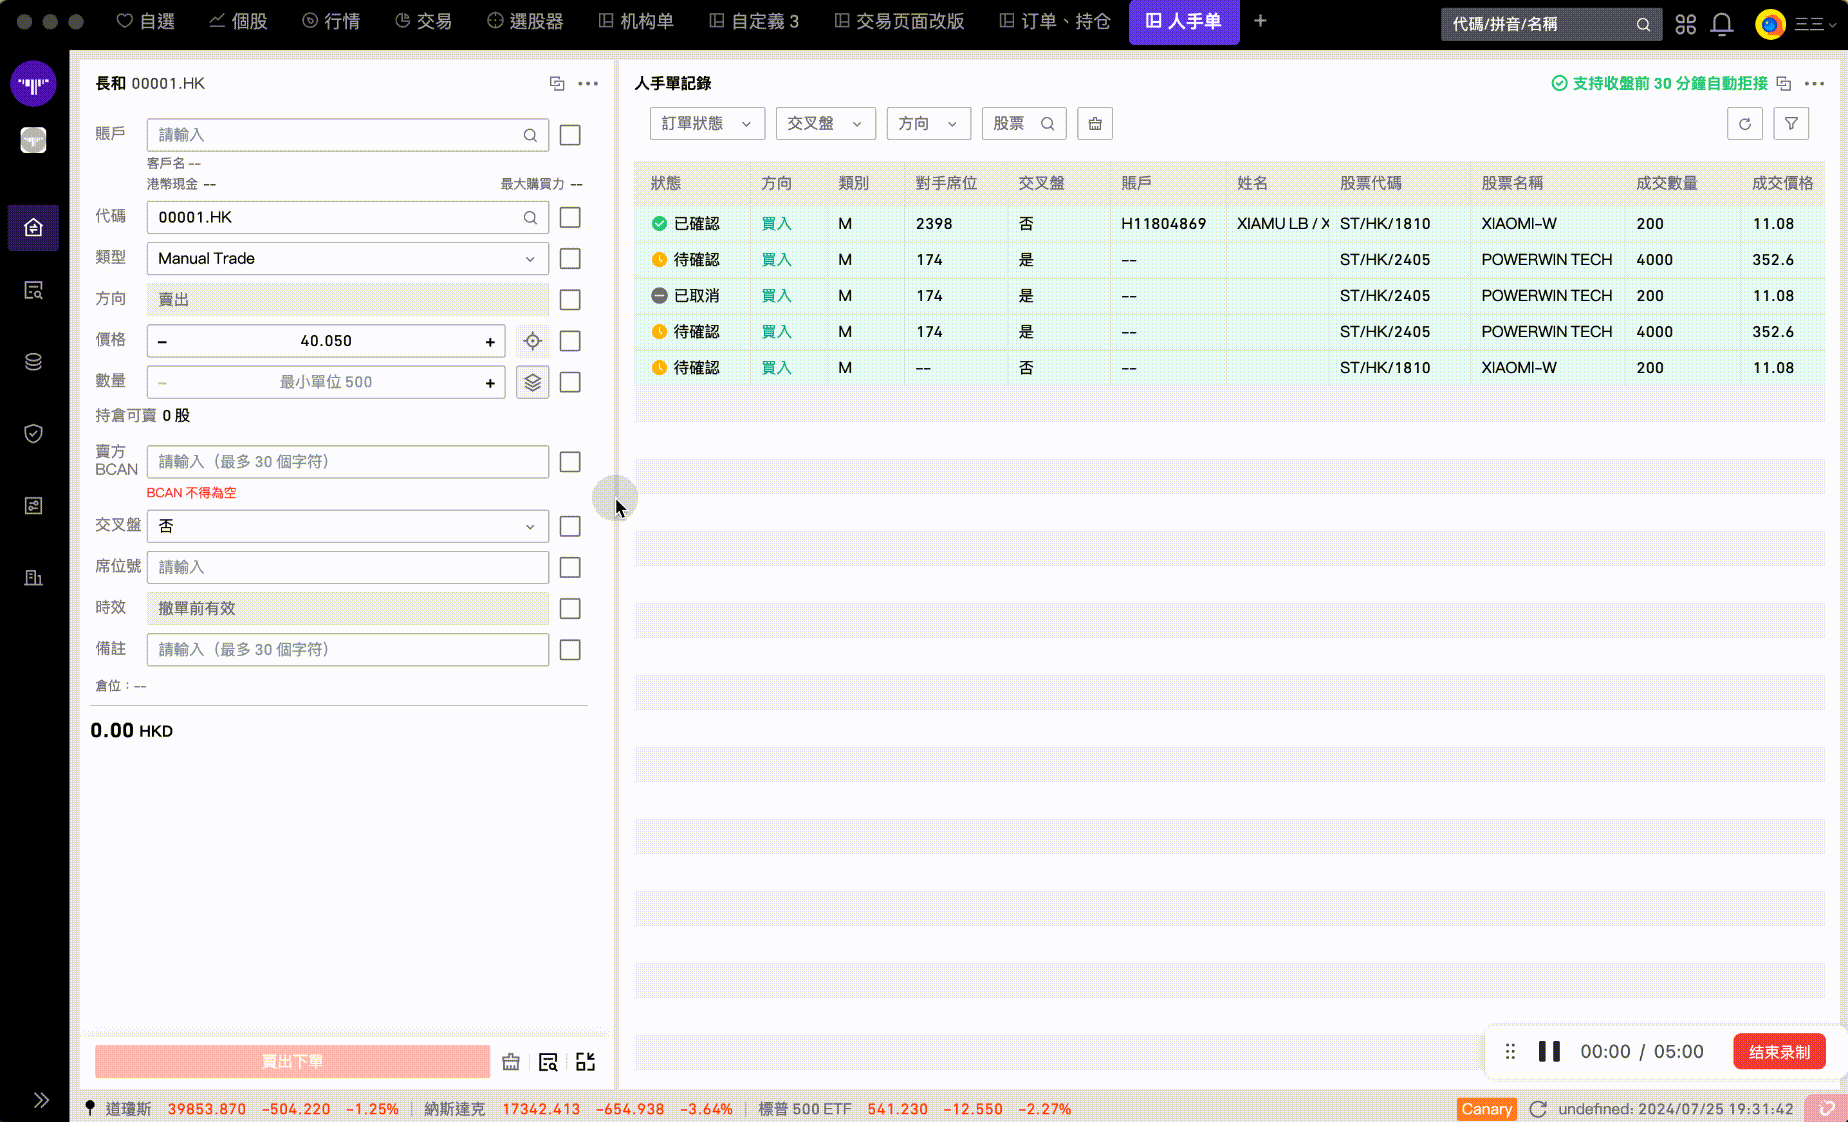 自選 個股 行情 交易 選股器 机构单 自定義 3 交易页面改版 订单、持仓 人手单 + 代碼/拼音/名稱 三三
長和 00001.HK
賬戶 請輸入
客戶名 --
港幣現金 -- 最大購買力 --
代碼 00001.HK
類型 Manual Trade
方向 賣出
價格 - 40.050 +
數量 - 最小單位 500 +
持倉可賣 0 股
賣方 BCAN 請輸入（最多 30 個字符）
BCAN 不得為空
交叉盤 否
席位號 請輸入
時效 撤單前有效
備註 請輸入（最多 30 個字符）
倉位：--
0.00 HKD
賣出下單
人手單記錄 支持收盤前 30 分鐘自動拒接
訂單狀態 交叉盤 方向 股票
狀態 方向 類別 對手席位 交叉盤 賬戶 姓名 股票代碼 股票名稱 成交數量 成交價格
已確認 買入 M 2398 否 H11804869 XIAMU LB / X ST/HK/1810 XIAOMI-W 200 11.08
待確認 買入 M 174 是 -- ST/HK/2405 POWERWIN TECH 4000 352.6
已取消 買入 M 174 是 -- ST/HK/2405 POWERWIN TECH 200 11.08
待確認 買入 M 174 是 -- ST/HK/2405 POWERWIN TECH 4000 352.6
待確認 買入 M -- 否 -- ST/HK/1810 XIAOMI-W 200 11.08
00:00 / 05:00 结束录制
道瓊斯 39853.870 -504.220 -1.25% 納斯達克 17342.413 -654.938 -3.64% 標普 500 ETF 541.230 -12.550 -2.27% Canary undefined: 2024/07/25 19:31:42